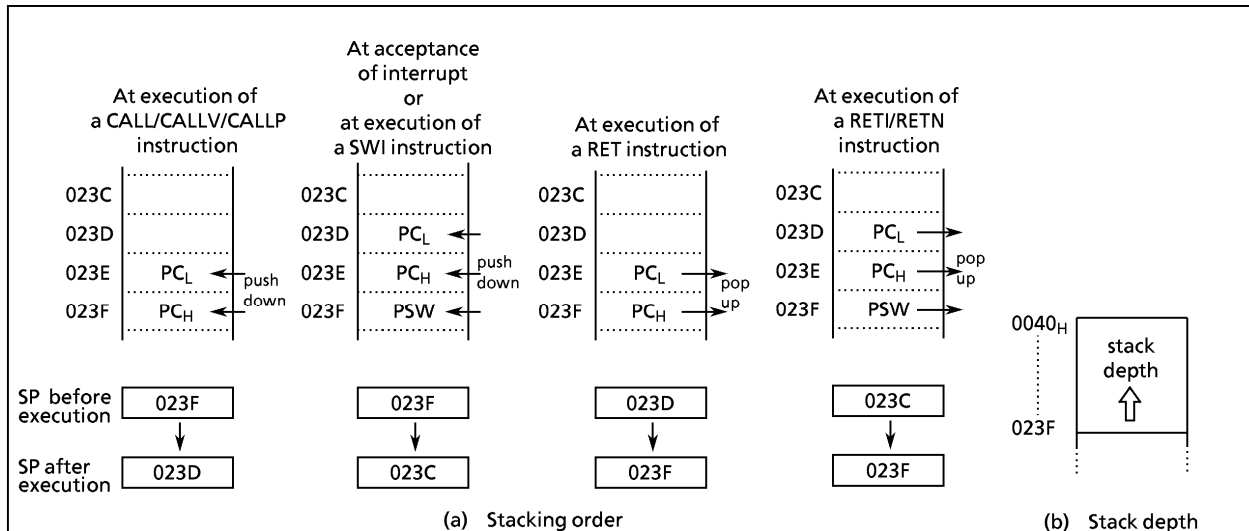 At execution of
a CALL/CALLV/CALLP
instruction
023C
023D
023E PCL
023F PCH
push
down
At acceptance
of interrupt
or
at execution of
a SWI instruction
023C
023D PCL
023E PCH
023F PSW
push
down
At execution of
a RET instruction
023C
023D
023E PCL
023F PCH
pop
up
At execution of
a RETI/RETN
instruction
023C
023D PCL
023E PCH
023F PSW
pop
up
SP before
execution
023F
023F
023D
023C
SP after
execution
023D
023C
023F
023F
(a) Stacking order
0040H
stack
depth
023F
(b) Stack depth